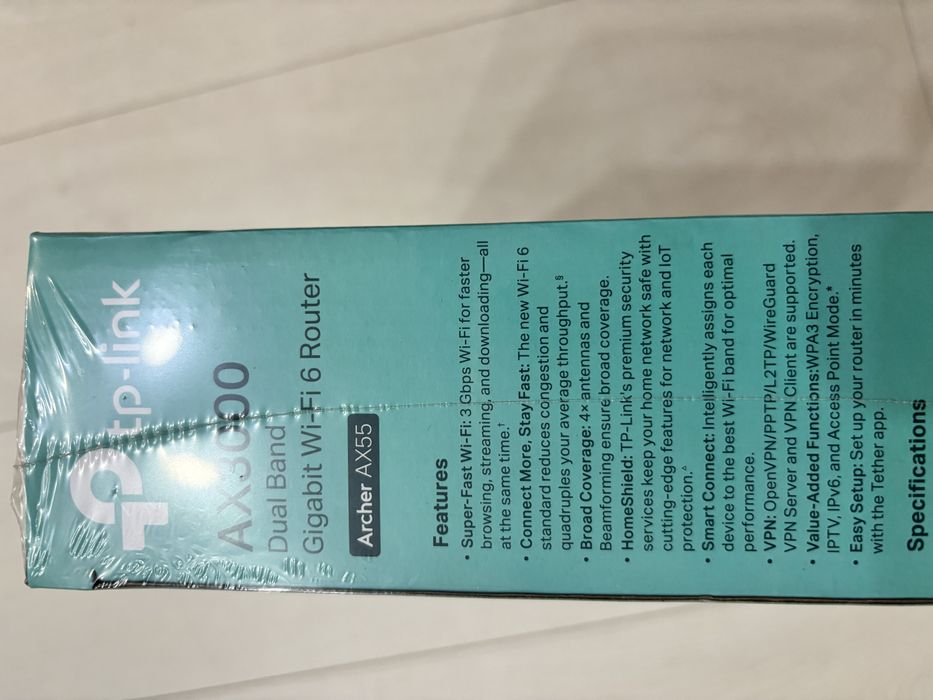 tp-link
AX3000
Dual Band
Gigabit Wi-Fi 6 Router
Archer AX55
Features
• Super-Fast Wi-Fi: 3 Gbps Wi-Fi for faster
browsing, streaming, and downloading—all
at the same time.†
• Connect More, Stay Fast: The new Wi-Fi 6
standard reduces congestion and
quadruples your average throughput.§
• Broad Coverage: 4× antennas and
Beamforming ensure broad coverage.
• HomeShield: TP-Link's premium security
services keep your home network safe with
cutting-edge features for network and IoT
protection.^
• Smart Connect: Intelligently assigns each
device to the best Wi-Fi band for optimal
performance.
• VPN: OpenVPN/PPTP/L2TP/WireGuard
VPN Server and VPN Client are supported.
• Value-Added Functions:WPA3 Encryption,
IPTV, IPv6, and Access Point Mode.*
• Easy Setup: Set up your router in minutes
with the Tether app.
Specifications